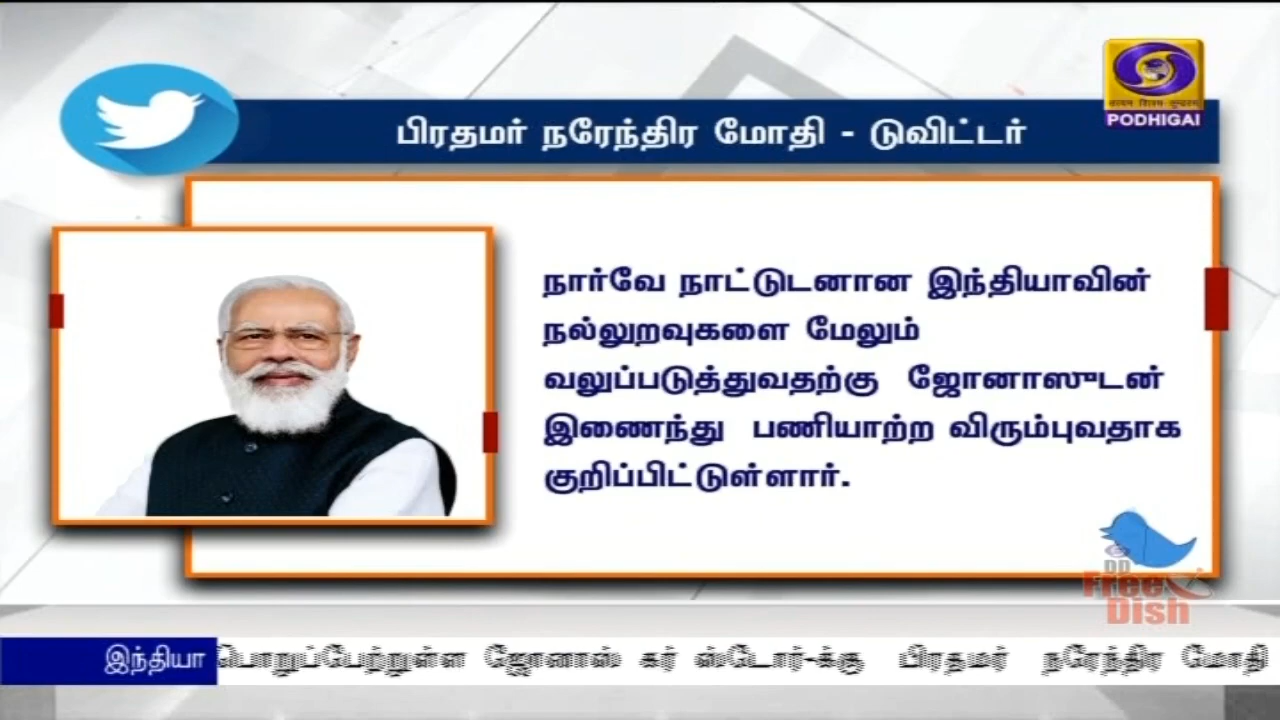 PODHIGAI
பிரதமர் நரேந்திர மோதி - டுவிட்டர்
நார்வே நாட்டுடனான இந்தியாவின்
நல்லுறவுகளை மேலும்
வலுப்படுத்துவதற்கு ஜோனாஸுடன்
இணைந்து பணியாற்ற விரும்புவதாக
குறிப்பிட்டுள்ளார்.
DD
Free
Dish
இந்தியா
பொறுப்பேற்றுள்ள ஜோனஸ் கர் ஸ்டோர்-க்கு பிரதமர் நரேந்திர மோதி